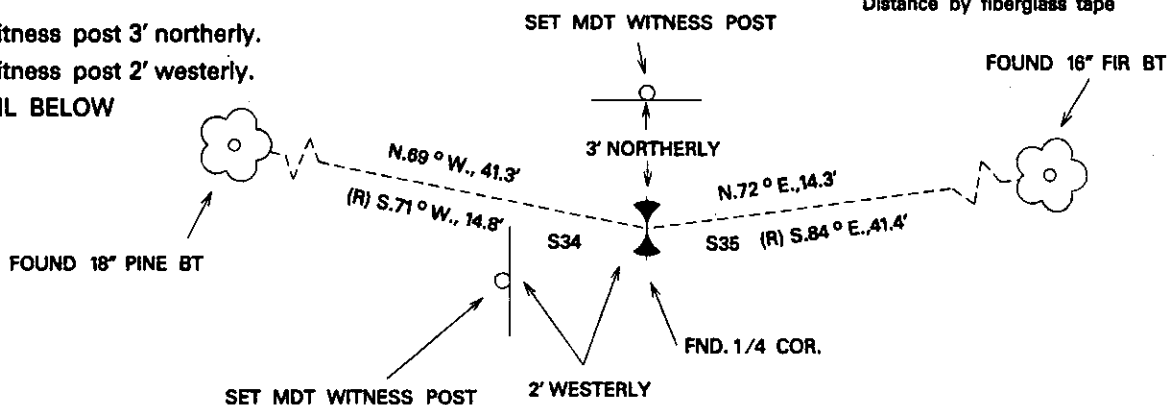 Distance by fiberglass tape
itness post 3' northerly.
itness post 2' westerly.
IL BELOW
SET MDT WITNESS POST
FOUND 16" FIR BT
3' NORTHERLY
N.69 ° W., 41.3'
(R) S.71 ° W., 14.8'
N.72 ° E.,14.3'
(R) S.84 ° E.,41.4'
S34
S35
FOUND 18" PINE BT
FND. 1/4 COR.
2' WESTERLY
SET MDT WITNESS POST